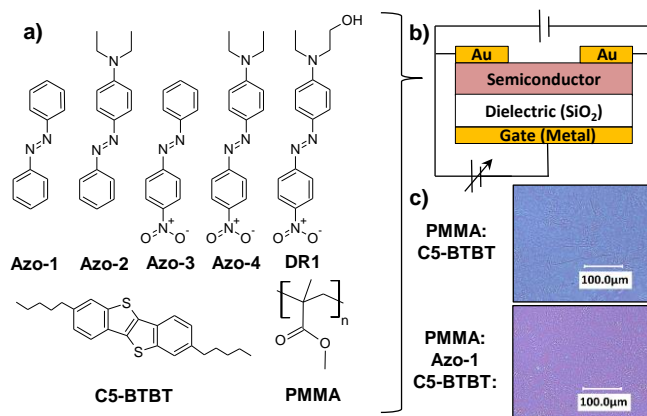 a)
N
OH
N
N
N
N
N
N
N
N
N
N
N
N
N
N+
O
O-
N+
O
O-
N+
O
O-
Azo-1
Azo-2
Azo-3
Azo-4
DR1
S
S
C5-BTBT
n
O
O
PMMA
b)
Au
Au
Semiconductor
Dielectric (SiO2)
Gate (Metal)
c)
PMMA:
C5-BTBT
100.0µm
PMMA:
Azo-1
C5-BTBT:
100.0µm